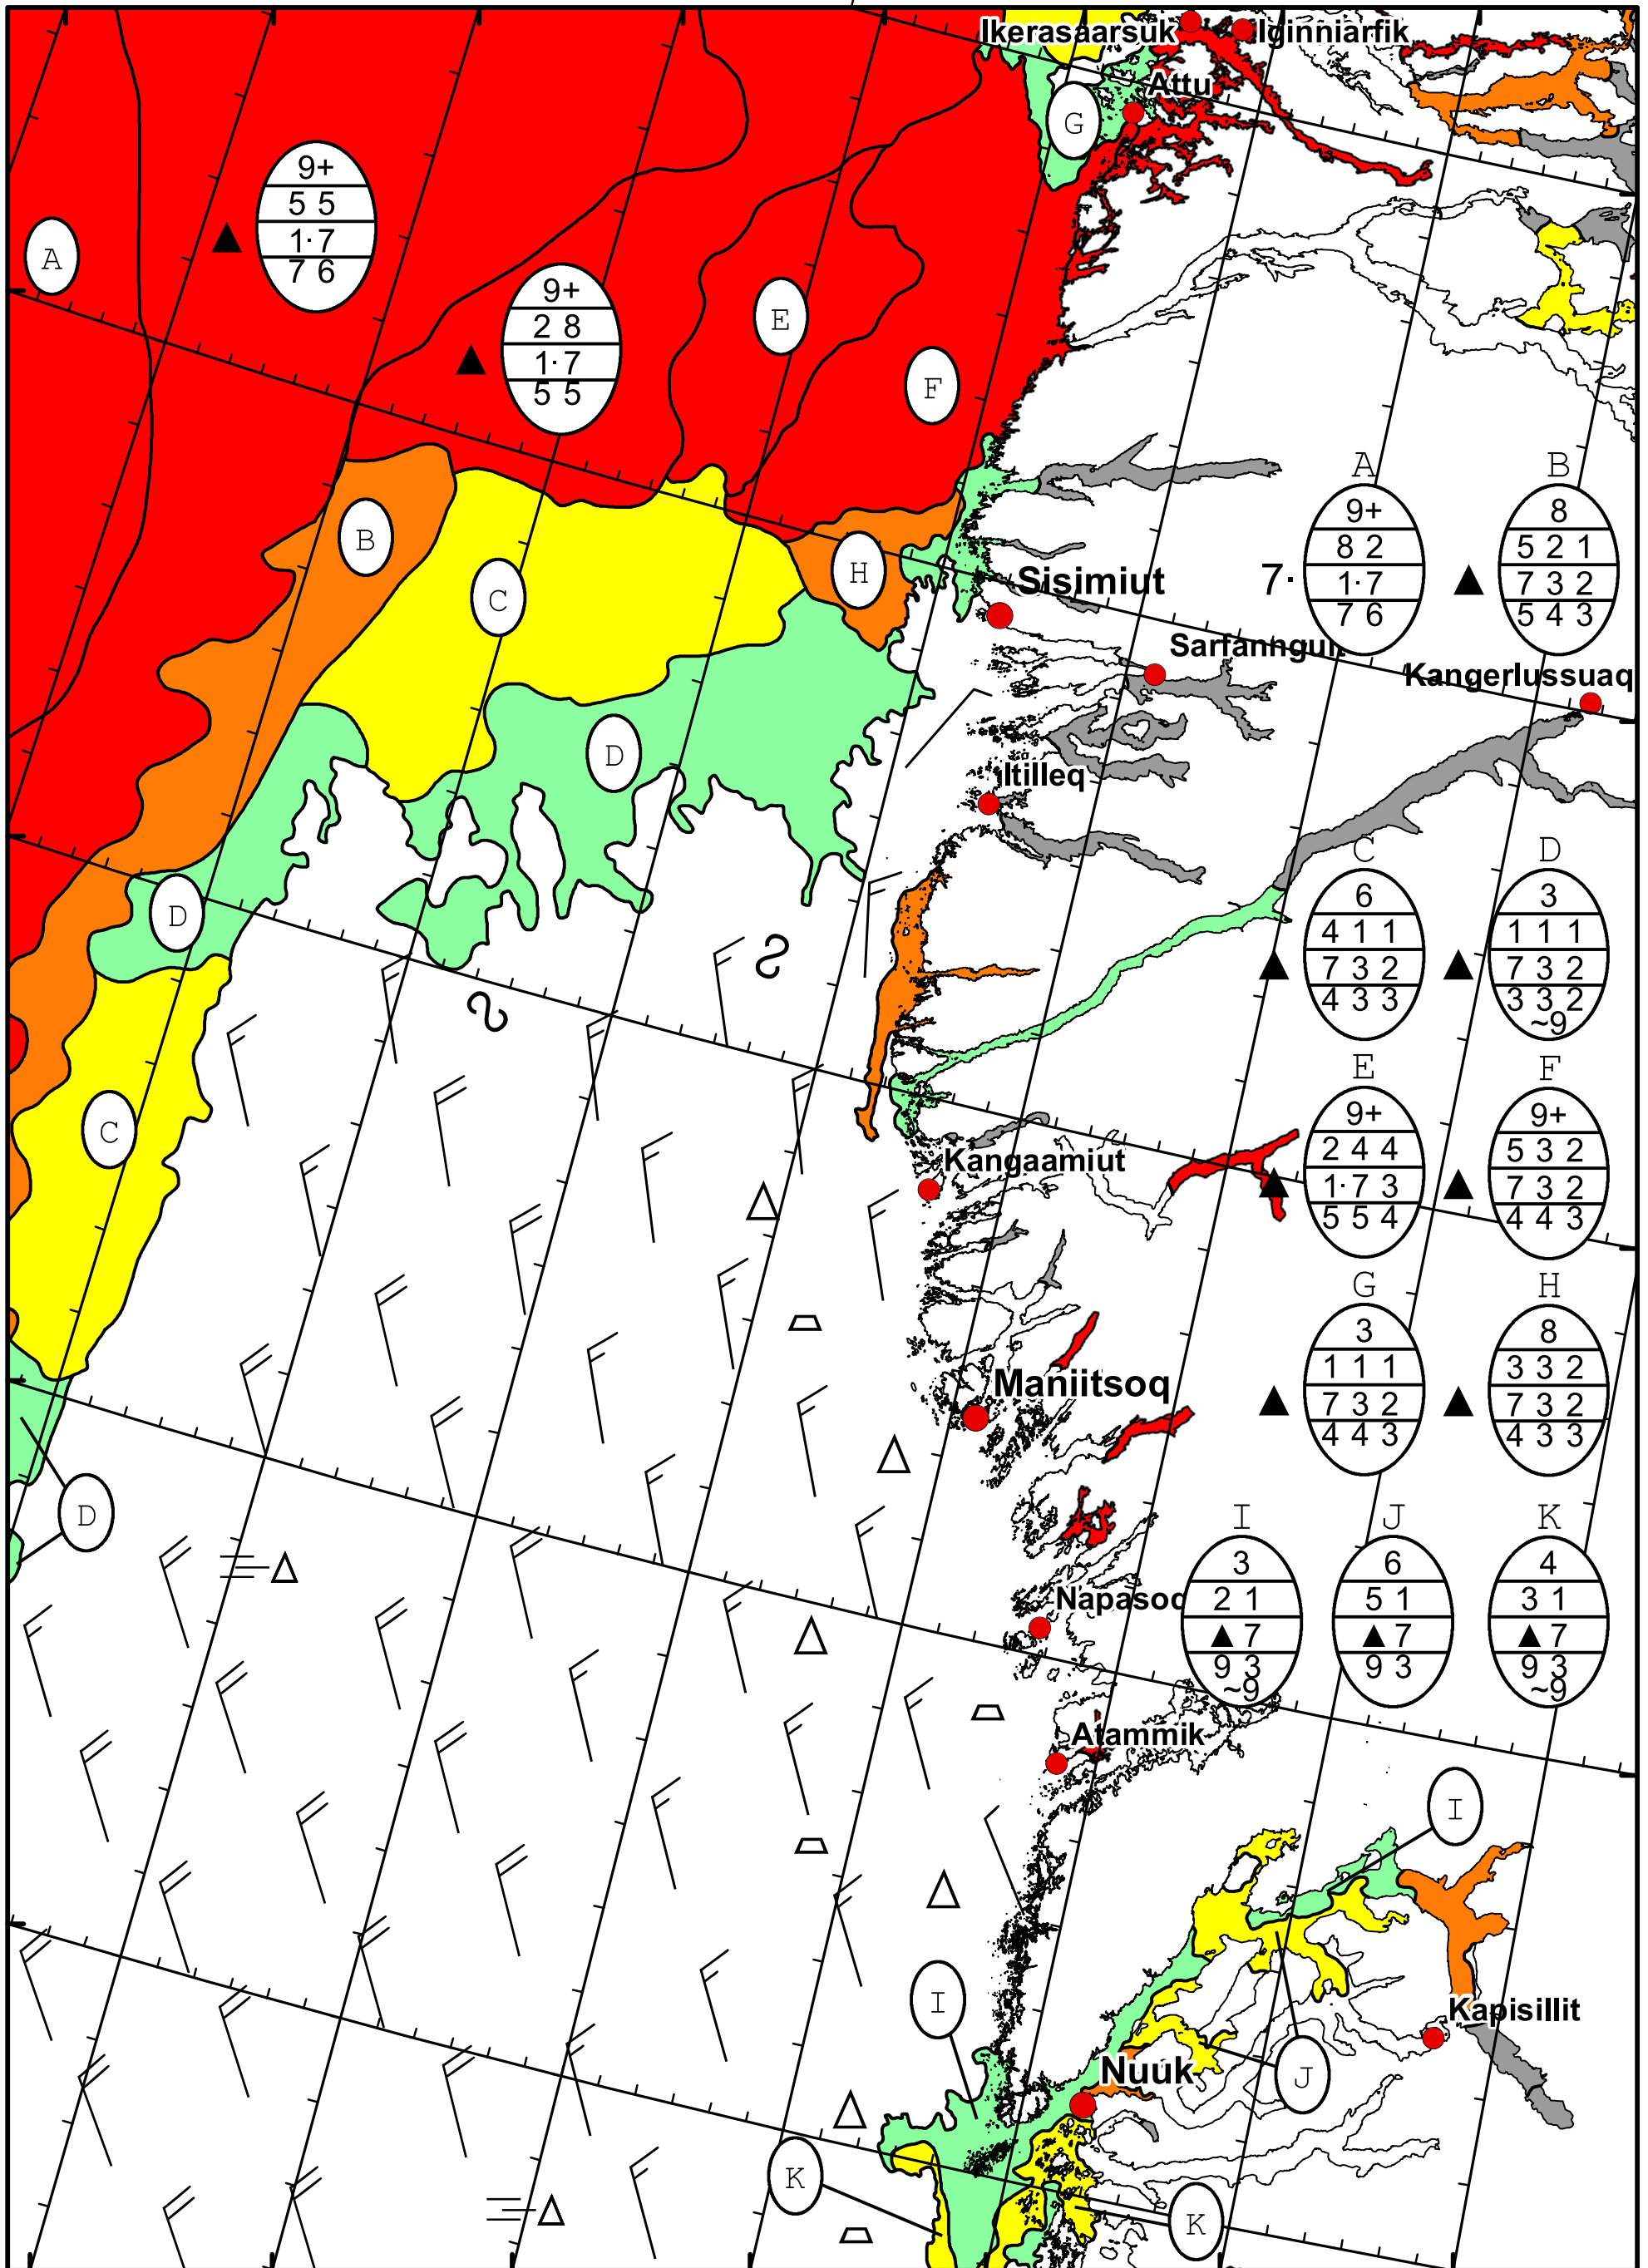 Ikerasaarsuk
Iginniarfik
Attu
G
9+
5 5
1·7
7 6
A
9+
2 8
1·7
5 5
E
F
A
9+
8 2
7·
1·7
7 6
B
8
5 2 1
7 3 2
5 4 3
B
C
H
Sisimiut
Sarfannguit
Kangerlussuaq
D
Itilleq
D
C
6
4 1 1
7 3 2
4 3 3
D
3
1 1 1
7 3 2
3 3 2
~9
C
E
9+
2 4 4
1·7 3
5 5 4
F
9+
5 3 2
7 3 2
4 4 3
Kangaamiut
G
3
1 1 1
7 3 2
4 4 3
H
8
3 3 2
7 3 2
4 3 3
Maniitsoq
D
I
3
2 1
▲ 7
9 3
~9
J
6
5 1
▲ 7
9 3
K
4
3 1
▲ 7
9 3
~9
Napasoq
Atammik
I
I
Kapisillit
J
Nuuk
K
K